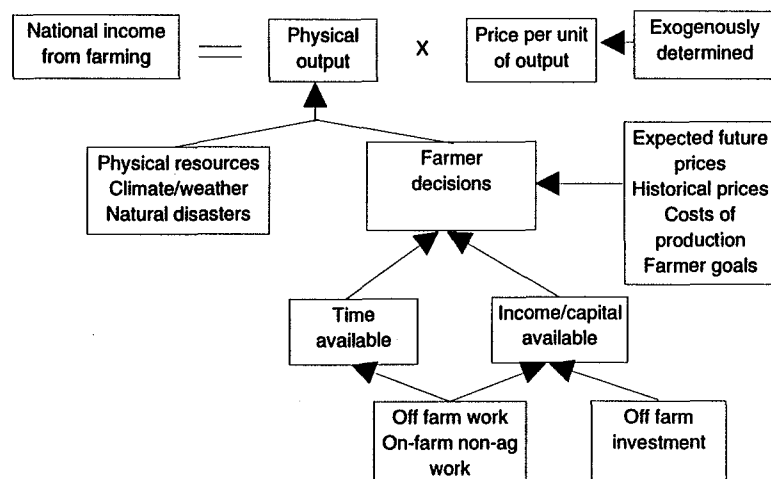 National income
from farming
Physical
output
x
Price per unit
of output
Exogenously
determined
Physical resources
Climate/weather
Natural disasters
Farmer
decisions
Expected future
prices
Historical prices
Costs of
production
Farmer goals
Time
available
Income/capital
available
Off farm work
On-farm non-ag
work
Off farm
investment